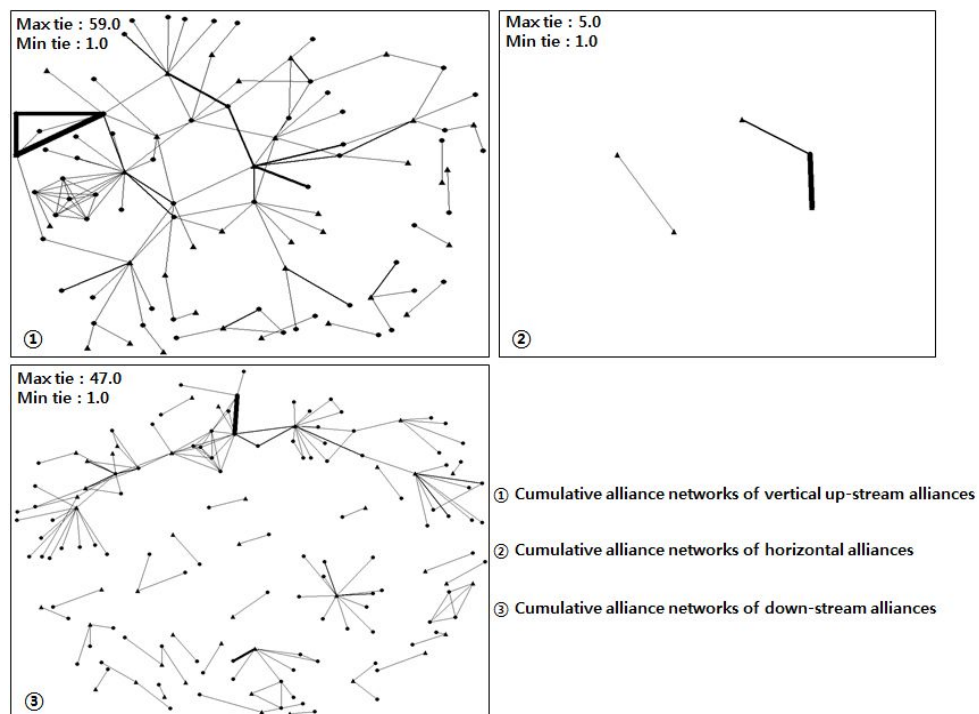 Max tie : 59.0
Min tie : 1.0
①
Max tie : 5.0
Min tie : 1.0
②
Max tie : 47.0
Min tie : 1.0
③
① Cumulative alliance networks of vertical up-stream alliances
② Cumulative alliance networks of horizontal alliances
③ Cumulative alliance networks of down-stream alliances